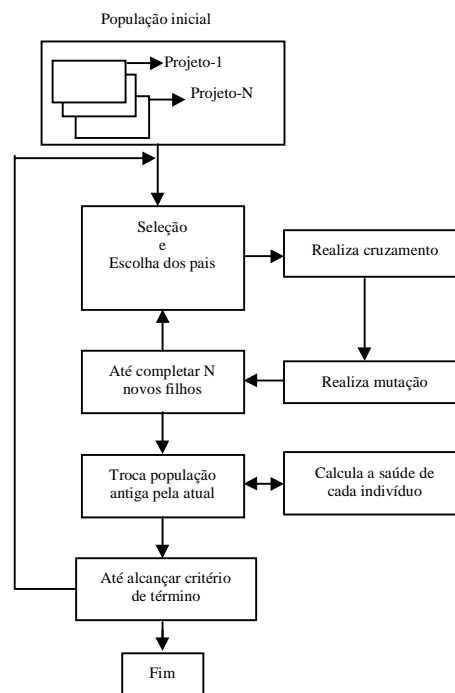 População inicial
Projeto-1
Projeto-N
Seleção
e
Escolha dos pais
Realiza cruzamento
Até completar N
novos filhos
Realiza mutação
Troca população
antiga pela atual
Calcula a saúde de
cada indivíduo
Até alcançar critério
de término
Fim